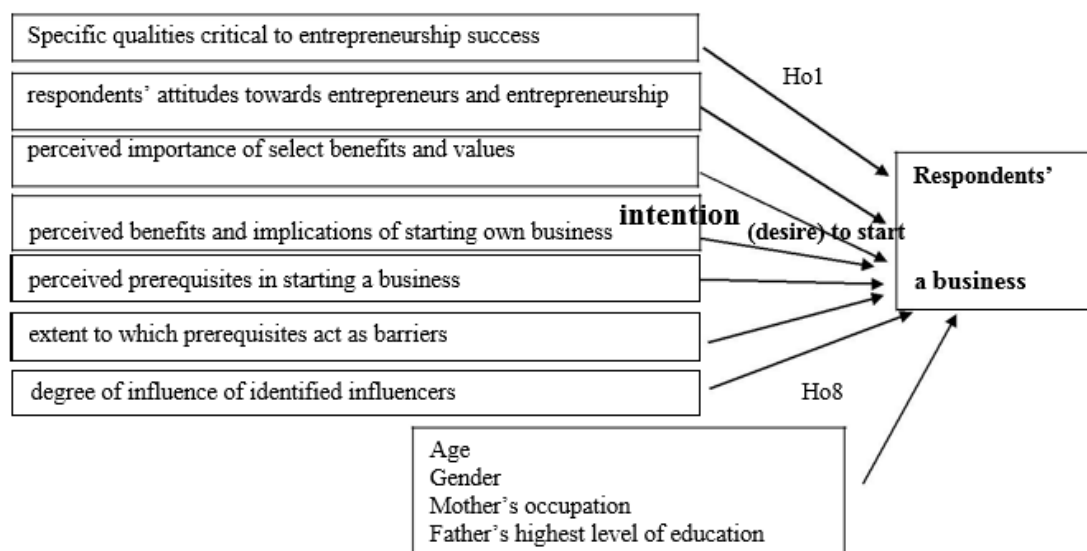 Specific qualities critical to entrepreneurship success
Ho1
respondents’ attitudes towards entrepreneurs and entrepreneurship
perceived importance of select benefits and values
perceived benefits and implications of starting own business
perceived prerequisites in starting a business
extent to which prerequisites act as barriers
degree of influence of identified influencers
Respondents’
intention (desire) to start
a business
Ho8
Age
Gender
Mother’s occupation
Father’s highest level of education